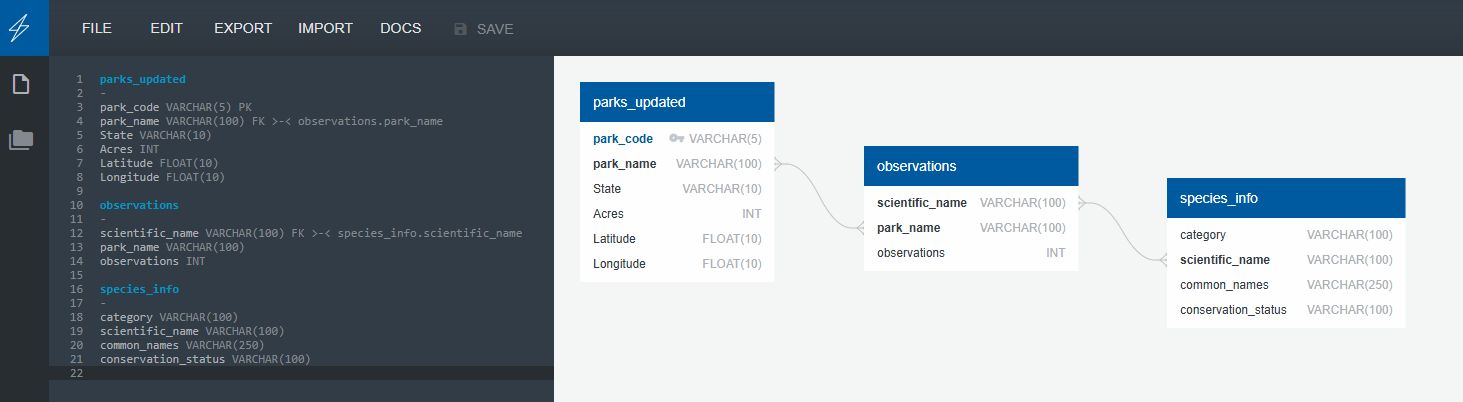 FILE EDIT EXPORT IMPORT DOCS SAVE
1 parks_updated
2 -
3 park_code VARCHAR(5) PK
4 park_name VARCHAR(100) FK >-< observations.park_name
5 State VARCHAR(10)
6 Acres INT
7 Latitude FLOAT(10)
8 Longitude FLOAT(10)
9
10 observations
11 -
12 scientific_name VARCHAR(100) FK >-< species_info.scientific_name
13 park_name VARCHAR(100)
14 observations INT
15
16 species_info
17 -
18 category VARCHAR(100)
19 scientific_name VARCHAR(100)
20 common_names VARCHAR(250)
21 conservation_status VARCHAR(100)
22
parks_updated
park_code VARCHAR(5)
park_name VARCHAR(100)
State VARCHAR(10)
Acres INT
Latitude FLOAT(10)
Longitude FLOAT(10)
observations
scientific_name VARCHAR(100)
park_name VARCHAR(100)
observations INT
species_info
category VARCHAR(100)
scientific_name VARCHAR(100)
common_names VARCHAR(250)
conservation_status VARCHAR(100)